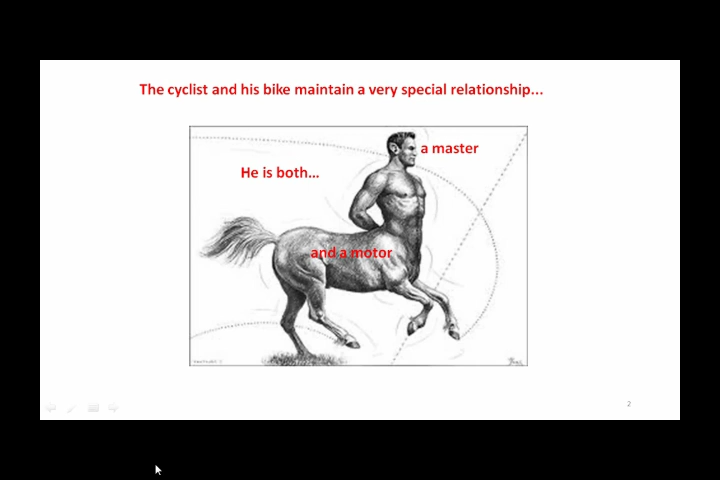 The cyclist and his bike maintain a very special relationship...
a master
He is both...
and a motor
2